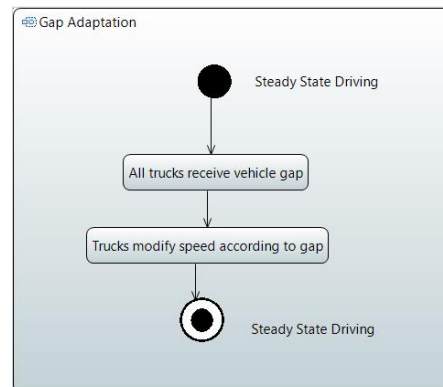 Gap Adaptation
Steady State Driving
All trucks receive vehicle gap
Trucks modify speed according to gap
Steady State Driving